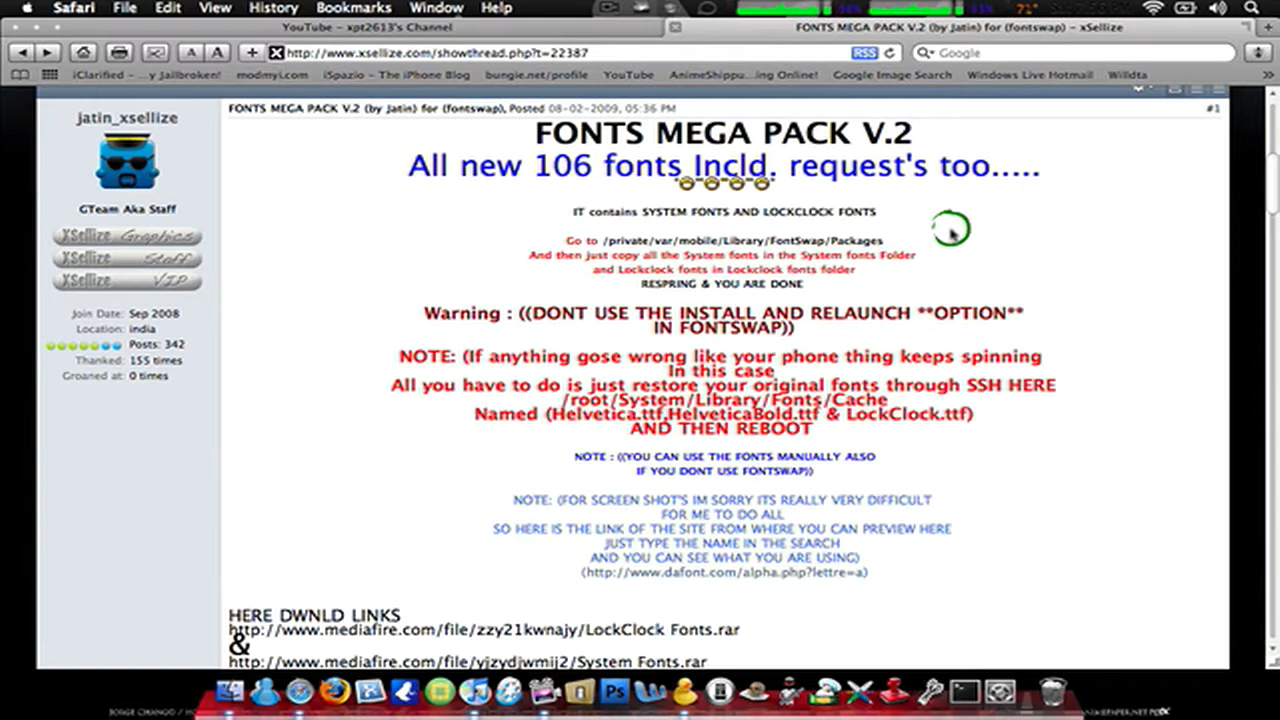 Safari File Edit View History Bookmarks Window Help 71°
YouTube – xpt2613's Channel
FONTS MEGA PACK V.2 (by Jatin) for (fontswap) – xSellize
http://www.xsellize.com/showthread.php?t=22387
RSS
Google
iClarified – ...y Jailbroken! modmyi.com iSpazio – The iPhone Blog bungie.net/profile YouTube AnimeShippu...ing Online! Google Image Search Windows Live Hotmail Willdta
FONTS MEGA PACK V.2 (by Jatin) for (fontswap), Posted 08-02-2009, 05:36 PM
#1
jatin_xsellize
GTeam Aka Staff
XSellize Graphics
XSellize Staff
XSellize VIP
Join Date: Sep 2008
Location: india
Posts: 342
Thanked: 155 times
Groaned at: 0 times
FONTS MEGA PACK V.2
All new 106 fonts Incld. request's too.....
IT contains SYSTEM FONTS AND LOCKCLOCK FONTS
Go to /private/var/mobile/Library/FontSwap/Packages
And then just copy all the System fonts in the System fonts Folder
and Lockclock fonts in Lockclock fonts folder
RESPRING & YOU ARE DONE
Warning : ((DONT USE THE INSTALL AND RELAUNCH **OPTION**
IN FONTSWAP))
NOTE: (If anything gose wrong like your phone thing keeps spinning
In this case
All you have to do is just restore your original fonts through SSH HERE
/root/System/Library/Fonts/Cache
Named (Helvetica.ttf,HelveticaBold.ttf & LockClock.ttf)
AND THEN REBOOT
NOTE : ((YOU CAN USE THE FONTS MANUALLY ALSO
IF YOU DONT USE FONTSWAP))
NOTE: (FOR SCREEN SHOT'S IM SORRY ITS REALLY VERY DIFFICULT
FOR ME TO DO ALL
SO HERE IS THE LINK OF THE SITE FROM WHERE YOU CAN PREVIEW HERE
JUST TYPE THE NAME IN THE SEARCH
AND YOU CAN SEE WHAT YOU ARE USING)
(http://www.dafont.com/alpha.php?lettre=a)
HERE DWNLD LINKS
http://www.mediafire.com/file/zzy21kwnajy/LockClock Fonts.rar
&
http://www.mediafire.com/file/yjzydjwmij2/System Fonts.rar
Ps